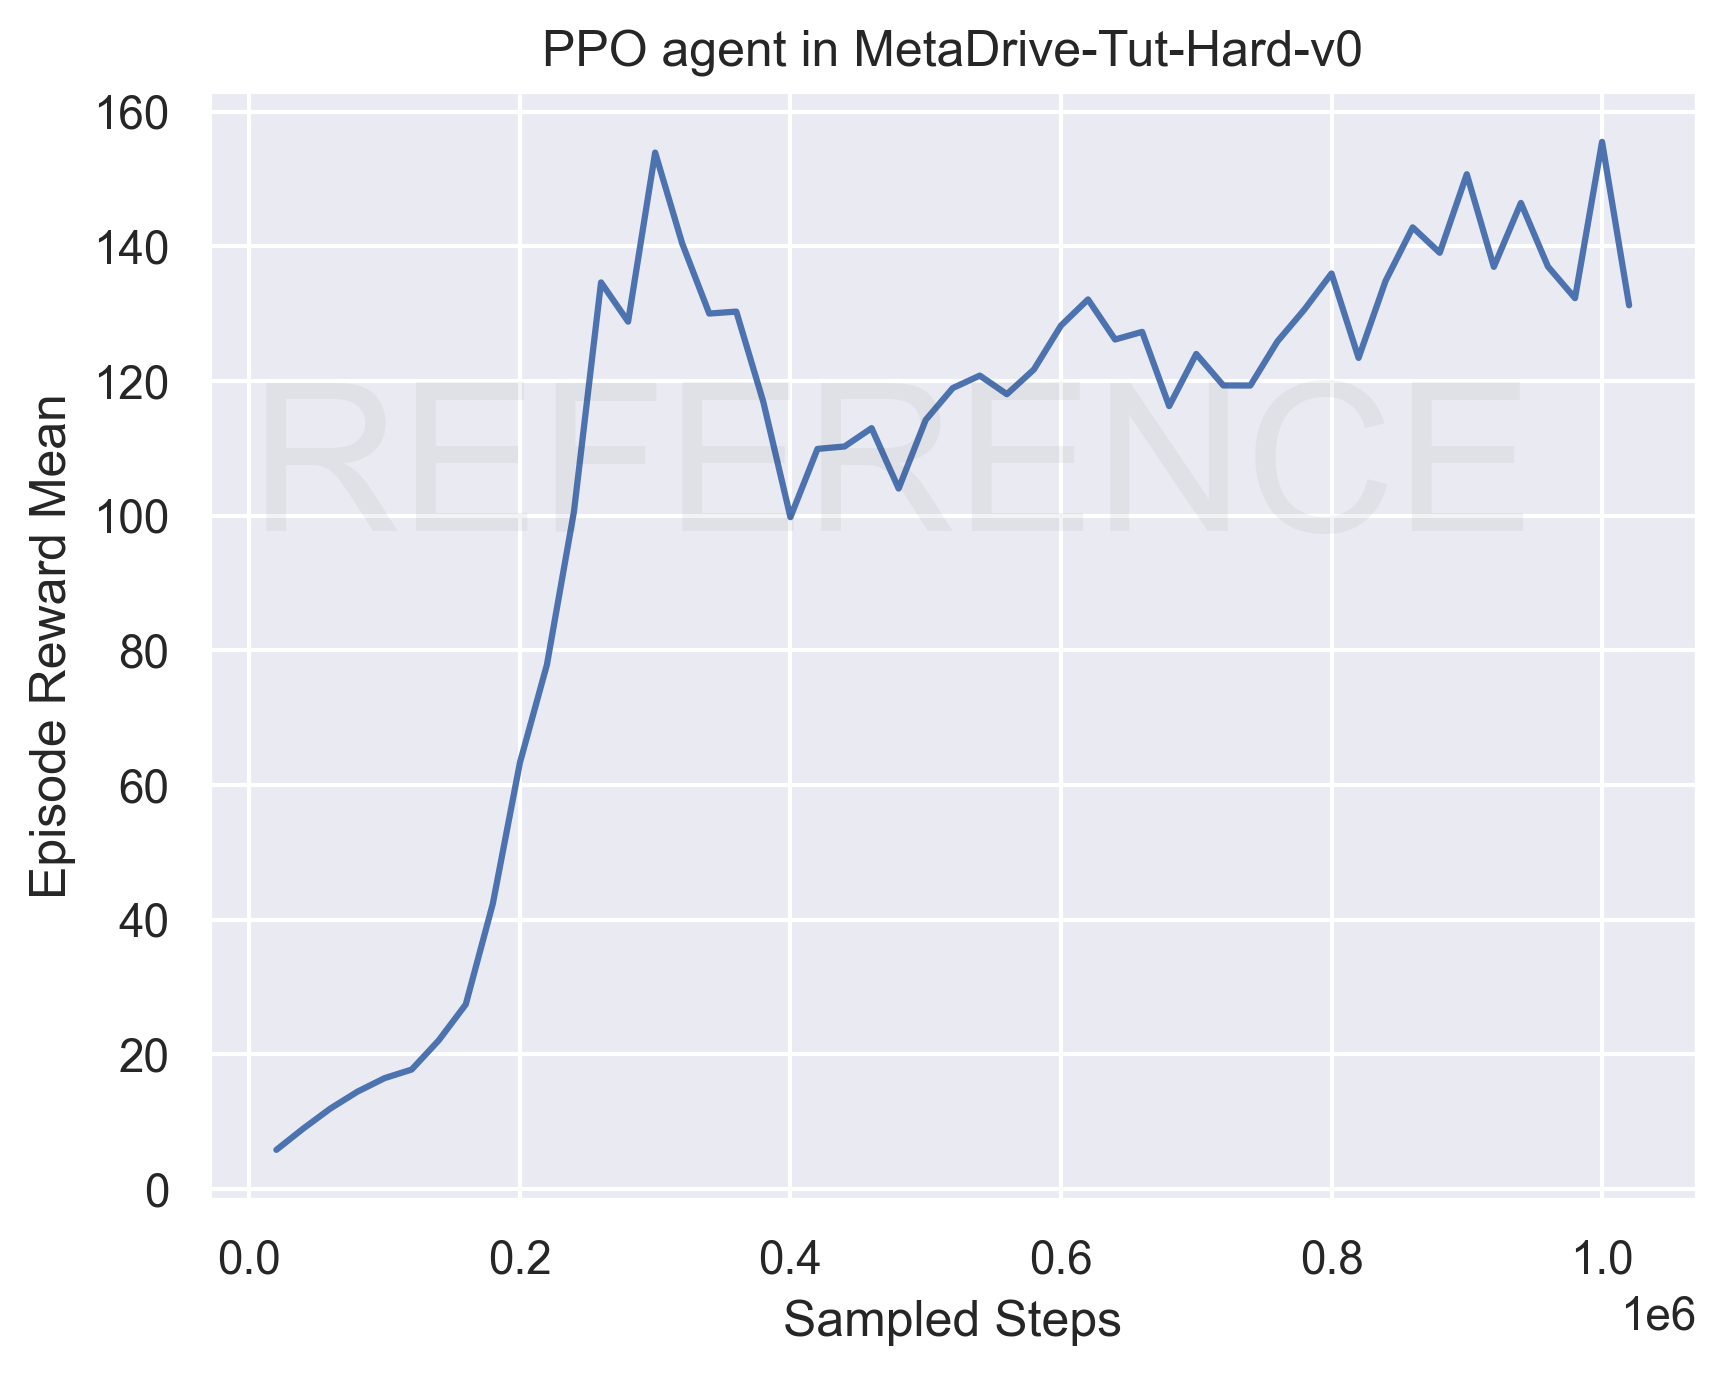 PPO agent in MetaDrive-Tut-Hard-v0
160
140
120
100
80
60
40
20
0
Episode Reward Mean
REFERENCE
0.0 0.2 0.4 0.6 0.8 1.0
Sampled Steps
1e6